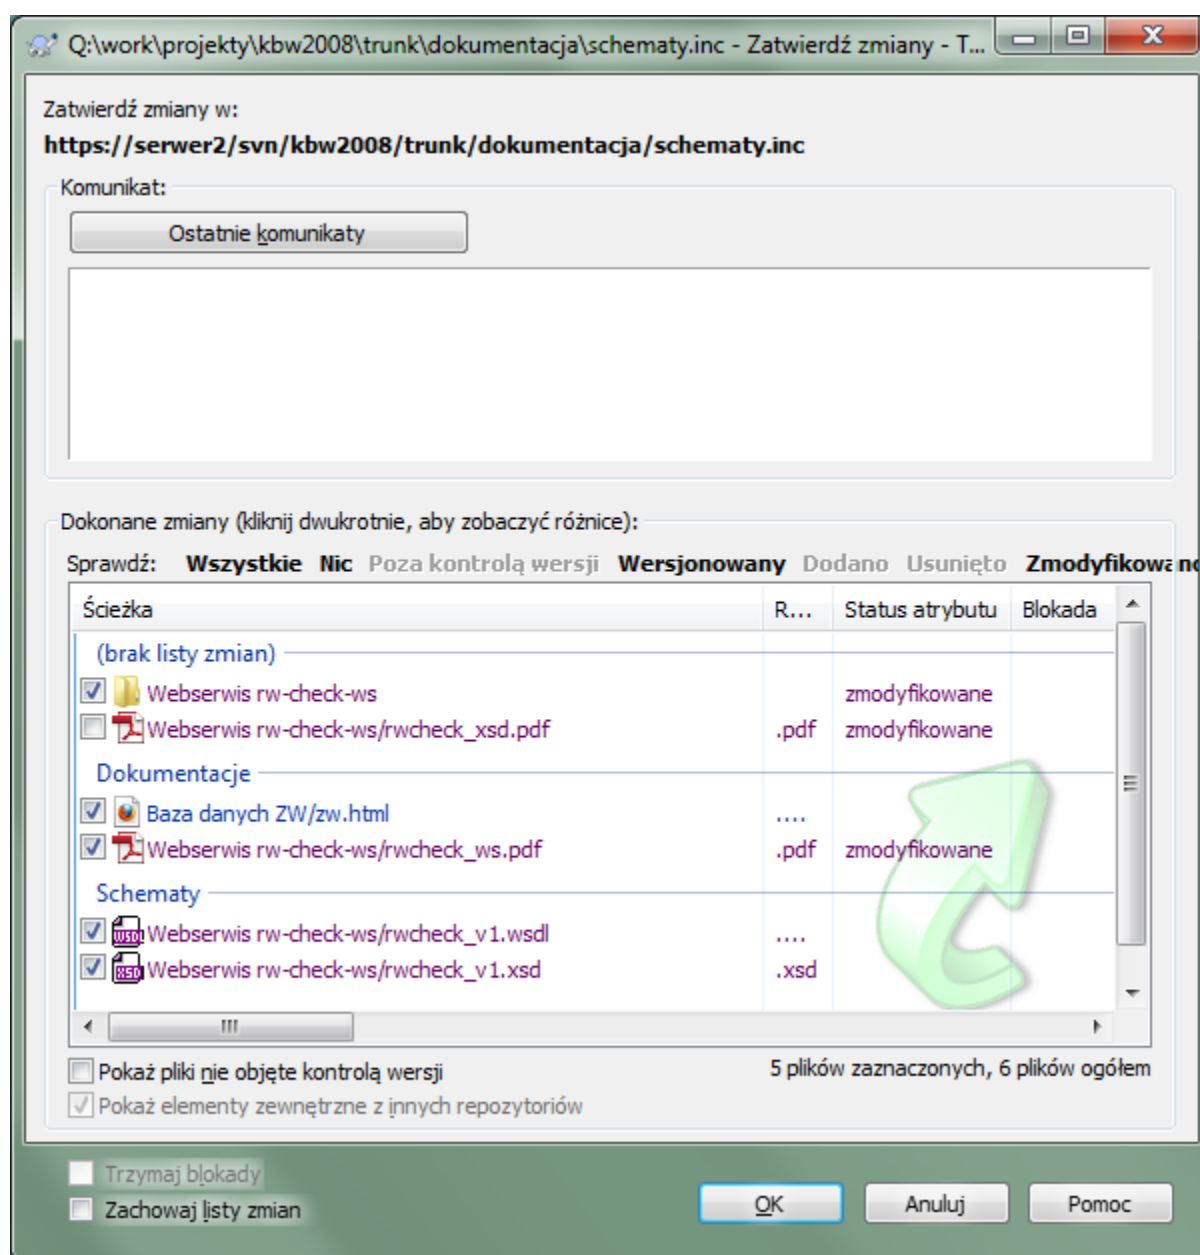 Q:\work\projekty\kbw2008\trunk\dokumentacja\schematy.inc - Zatwierdź zmiany - T...
Zatwierdź zmiany w:
https://serwer2/svn/kbw2008/trunk/dokumentacja/schematy.inc
Komunikat:
Ostatnie komunikaty
Dokonane zmiany (kliknij dwukrotnie, aby zobaczyć różnice):
Sprawdź: Wszystkie Nic Poza kontrolą wersji Wersjonowany Dodano Usunięto Zmodyfikowano
Ścieżka R... Status atrybutu Blokada
(brak listy zmian)
Webserwis rw-check-ws zmodyfikowane
Webserwis rw-check-ws/rwcheck_xsd.pdf .pdf zmodyfikowane
Dokumentacje
Baza danych ZW/zw.html ....
Webserwis rw-check-ws/rwcheck_ws.pdf .pdf zmodyfikowane
Schematy
WSD Webserwis rw-check-ws/rwcheck_v1.wsdl ....
XSD Webserwis rw-check-ws/rwcheck_v1.xsd .xsd
Pokaż pliki nie objęte kontrolą wersji 5 plików zaznaczonych, 6 plików ogółem
Pokaż elementy zewnętrzne z innych repozytoriów
Trzymaj blokady
Zachowaj listy zmian OK Anuluj Pomoc